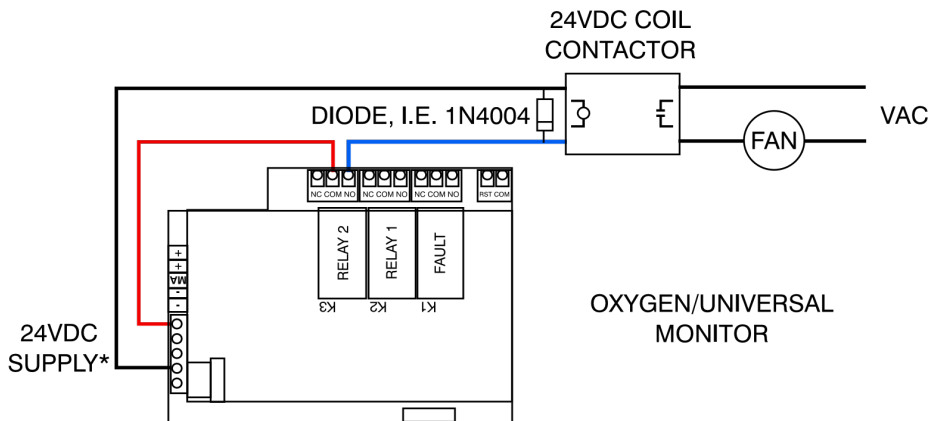 24VDC COIL
CONTACTOR
DIODE, I.E. 1N4004
VAC
FAN
NC COM NO NC COM NO NC COM NO RST COM
RELAY 2
RELAY 1
FAULT
K3
K2
K1
+
+
MA
-
-
OXYGEN/UNIVERSAL
MONITOR
24VDC
SUPPLY*